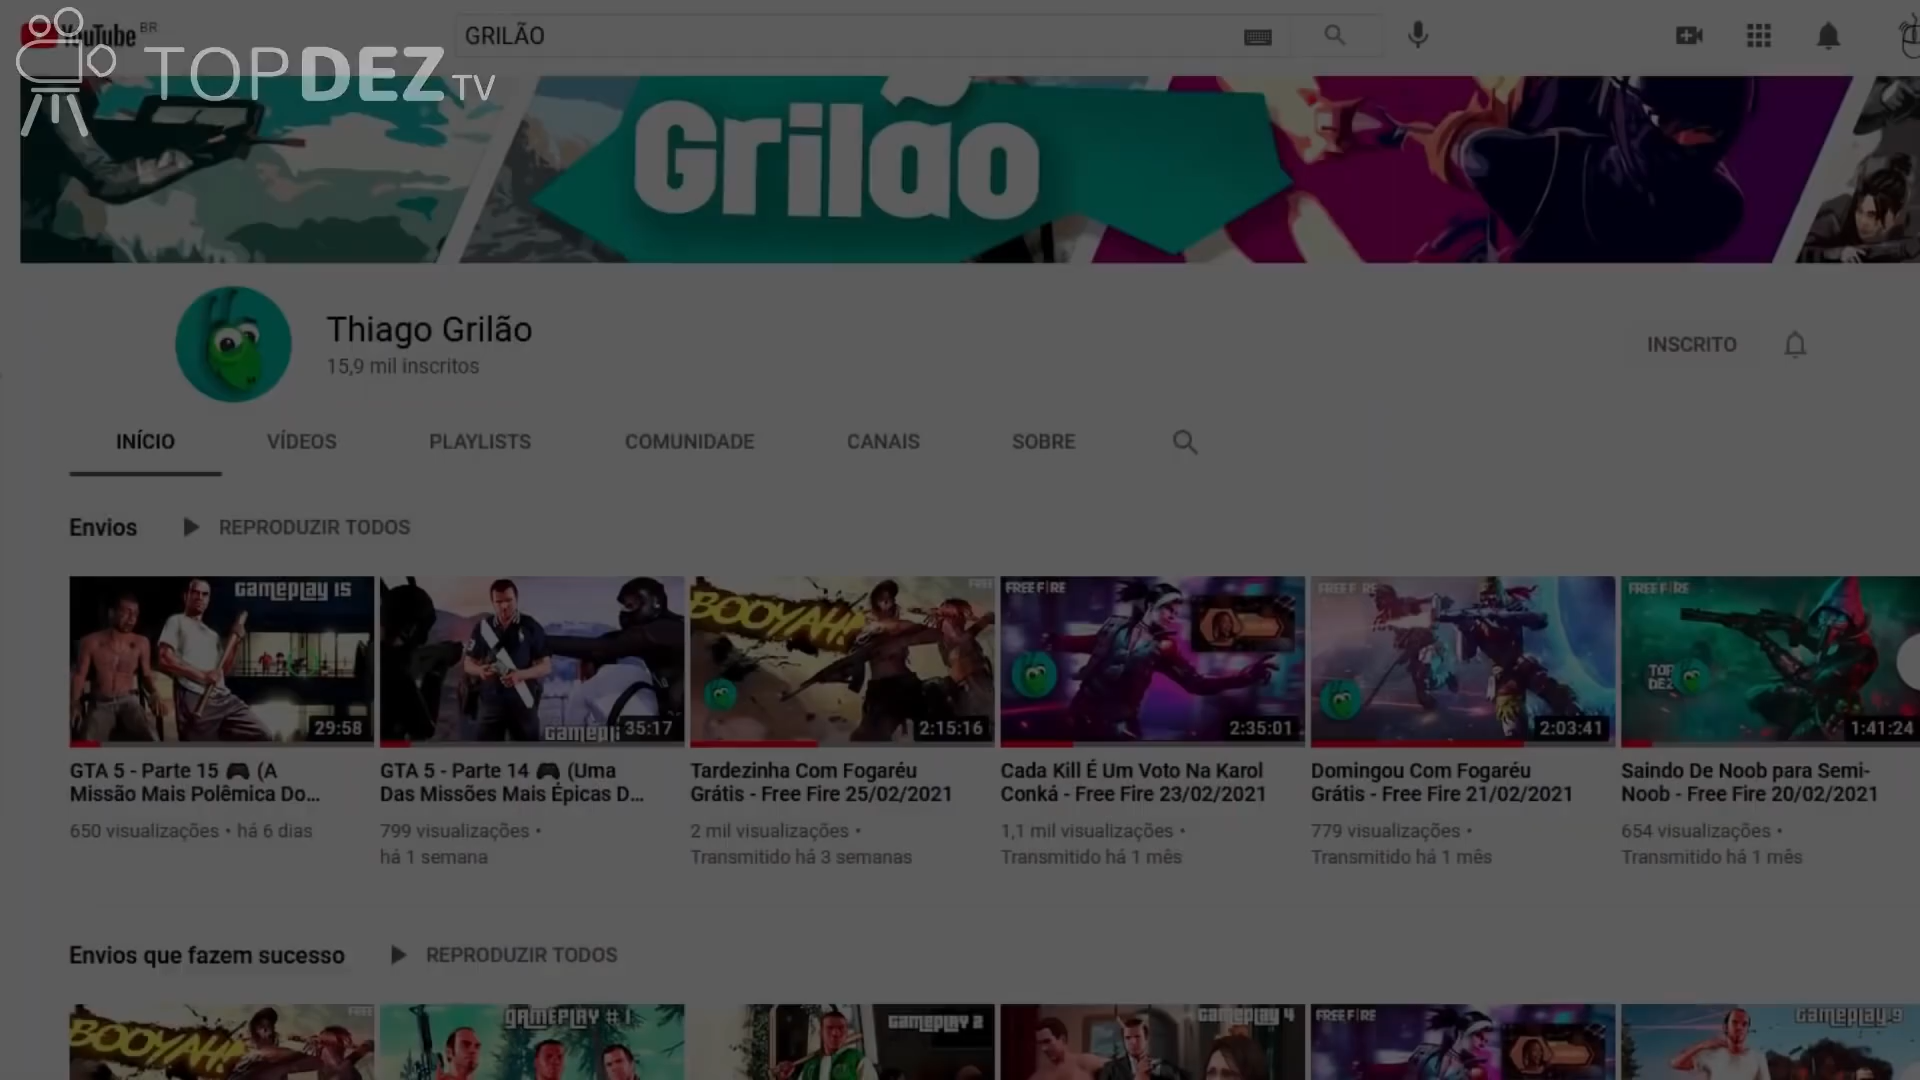 YouTube BR
GRILÃO
TOPDEZ TV
Grilão
Thiago Grilão
15,9 mil inscritos
INSCRITO
INÍCIO
VÍDEOS
PLAYLISTS
COMUNIDADE
CANAIS
SOBRE
Envios
REPRODUZIR TODOS
GAMEPLAY 15
29:58
GTA 5 - Parte 15 🎮 (A
Missão Mais Polêmica Do...
650 visualizações • há 6 dias
35:17
GTA 5 - Parte 14 🎮 (Uma
Das Missões Mais Épicas D...
799 visualizações •
há 1 semana
FREE
BOOYAH!
2:15:16
Tardezinha Com Fogaréu
Grátis - Free Fire 25/02/2021
2 mil visualizações •
Transmitido há 3 semanas
FREE FIRE
2:35:01
Cada Kill É Um Voto Na Karol
Conká - Free Fire 23/02/2021
1,1 mil visualizações •
Transmitido há 1 mês
FREE FIRE
2:03:41
Domingou Com Fogaréu
Grátis - Free Fire 21/02/2021
779 visualizações •
Transmitido há 1 mês
FREE FIRE
TOP
DEZ
1:41:24
Saindo De Noob para Semi-
Noob - Free Fire 20/02/2021
654 visualizações •
Transmitido há 1 mês
Envios que fazem sucesso
REPRODUZIR TODOS
FREE
BOOYAH!
GAMEPLAY # 1
GAMEPLAY 2
GAMEPLAY 4
FREE FIRE
GAMEPLAY 9